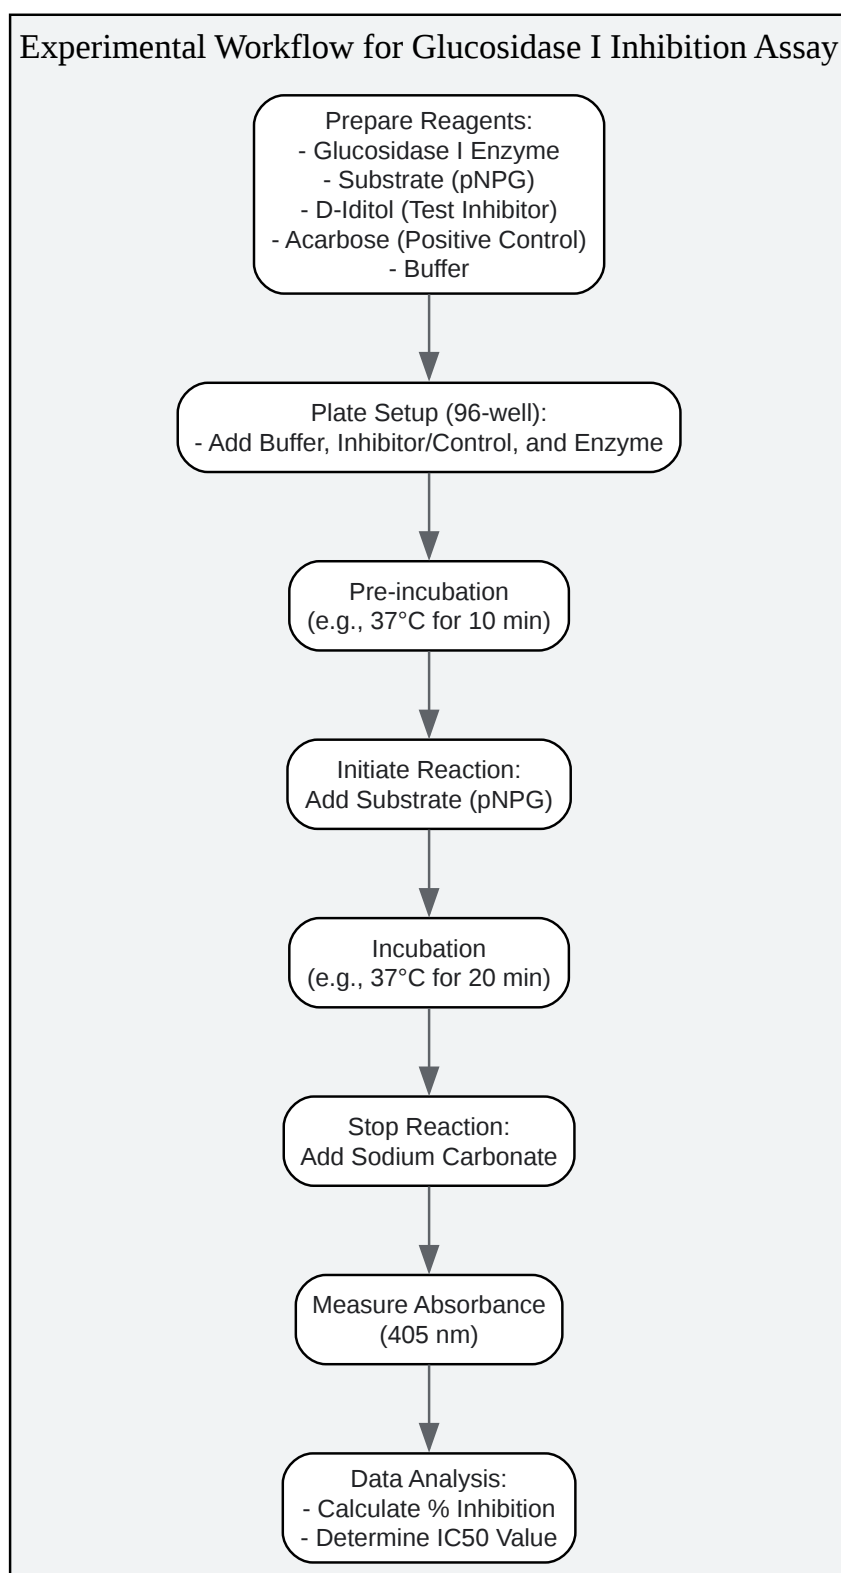 Experimental Workflow for Glucosidase I Inhibition Assay
Prepare Reagents:
- Glucosidase I Enzyme
- Substrate (pNPG)
- D-Iditol (Test Inhibitor)
- Acarbose (Positive Control)
- Buffer
Plate Setup (96-well):
- Add Buffer, Inhibitor/Control, and Enzyme
Pre-incubation
(e.g., 37°C for 10 min)
Initiate Reaction:
Add Substrate (pNPG)
Incubation
(e.g., 37°C for 20 min)
Stop Reaction:
Add Sodium Carbonate
Measure Absorbance
(405 nm)
Data Analysis:
- Calculate % Inhibition
- Determine IC50 Value